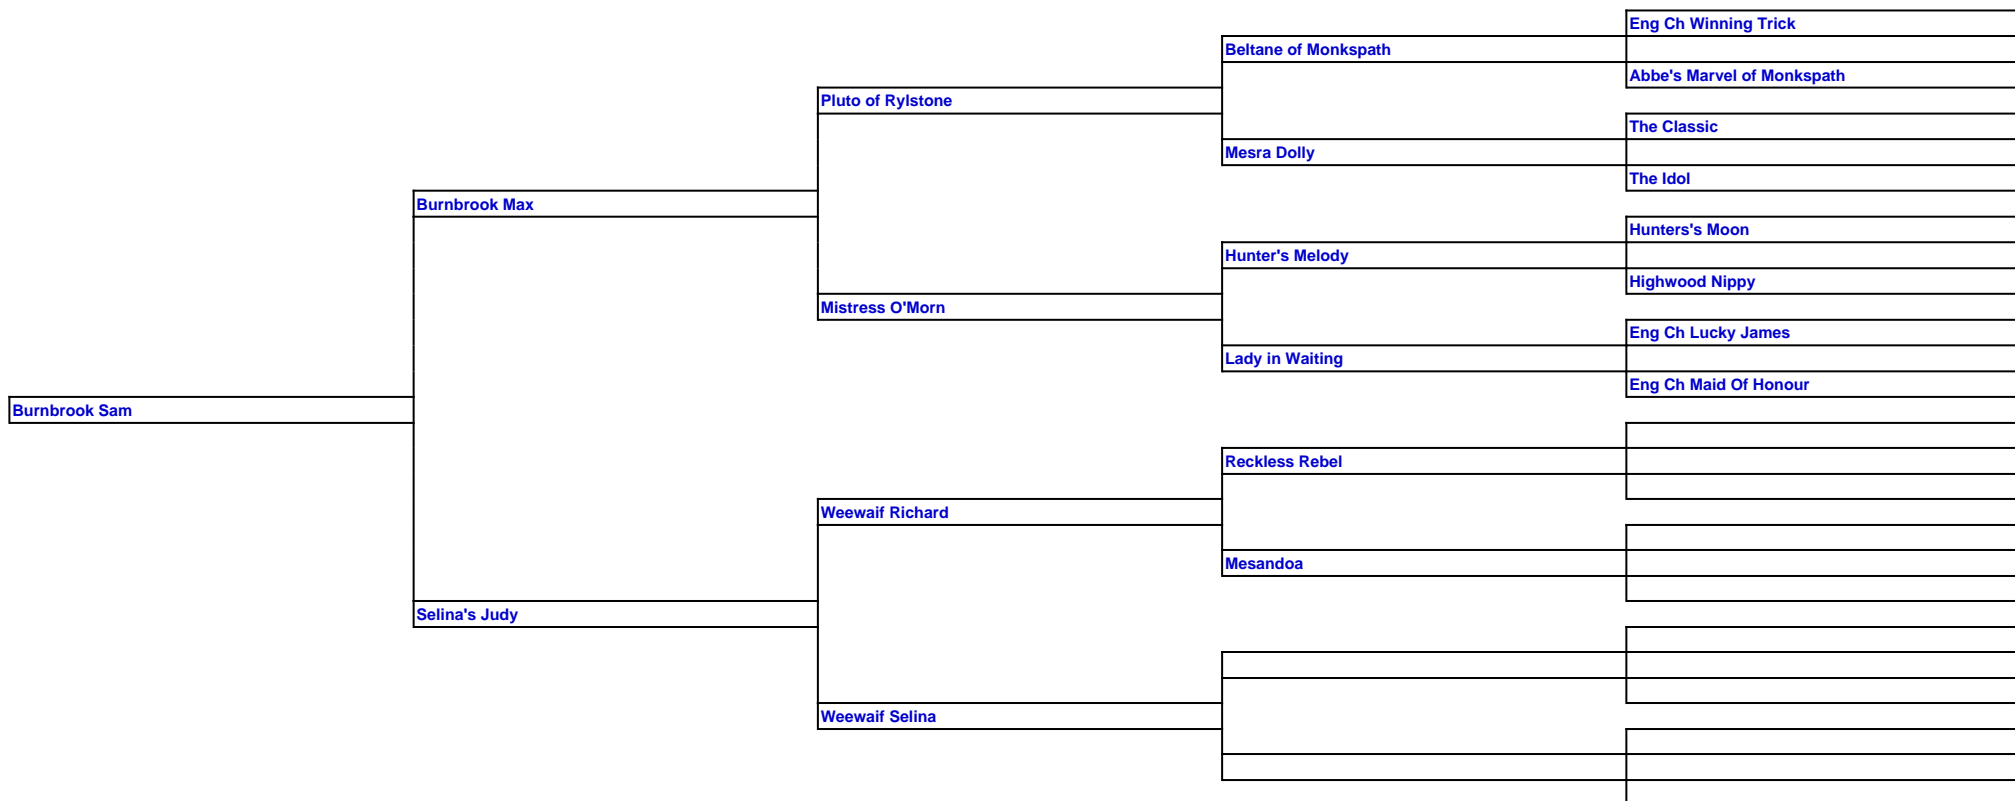 Eng Ch Winning Trick
Beltane of Monkspath
Abbe's Marvel of Monkspath
Pluto of Rylstone
The Classic
Mesra Dolly
The Idol
Burnbrook Max
Hunters's Moon
Hunter's Melody
Highwood Nippy
Mistress O'Morn
Eng Ch Lucky James
Lady in Waiting
Eng Ch Maid Of Honour
Burnbrook Sam
Reckless Rebel
Weewaif Richard
Mesandoa
Selina's Judy
Weewaif Selina